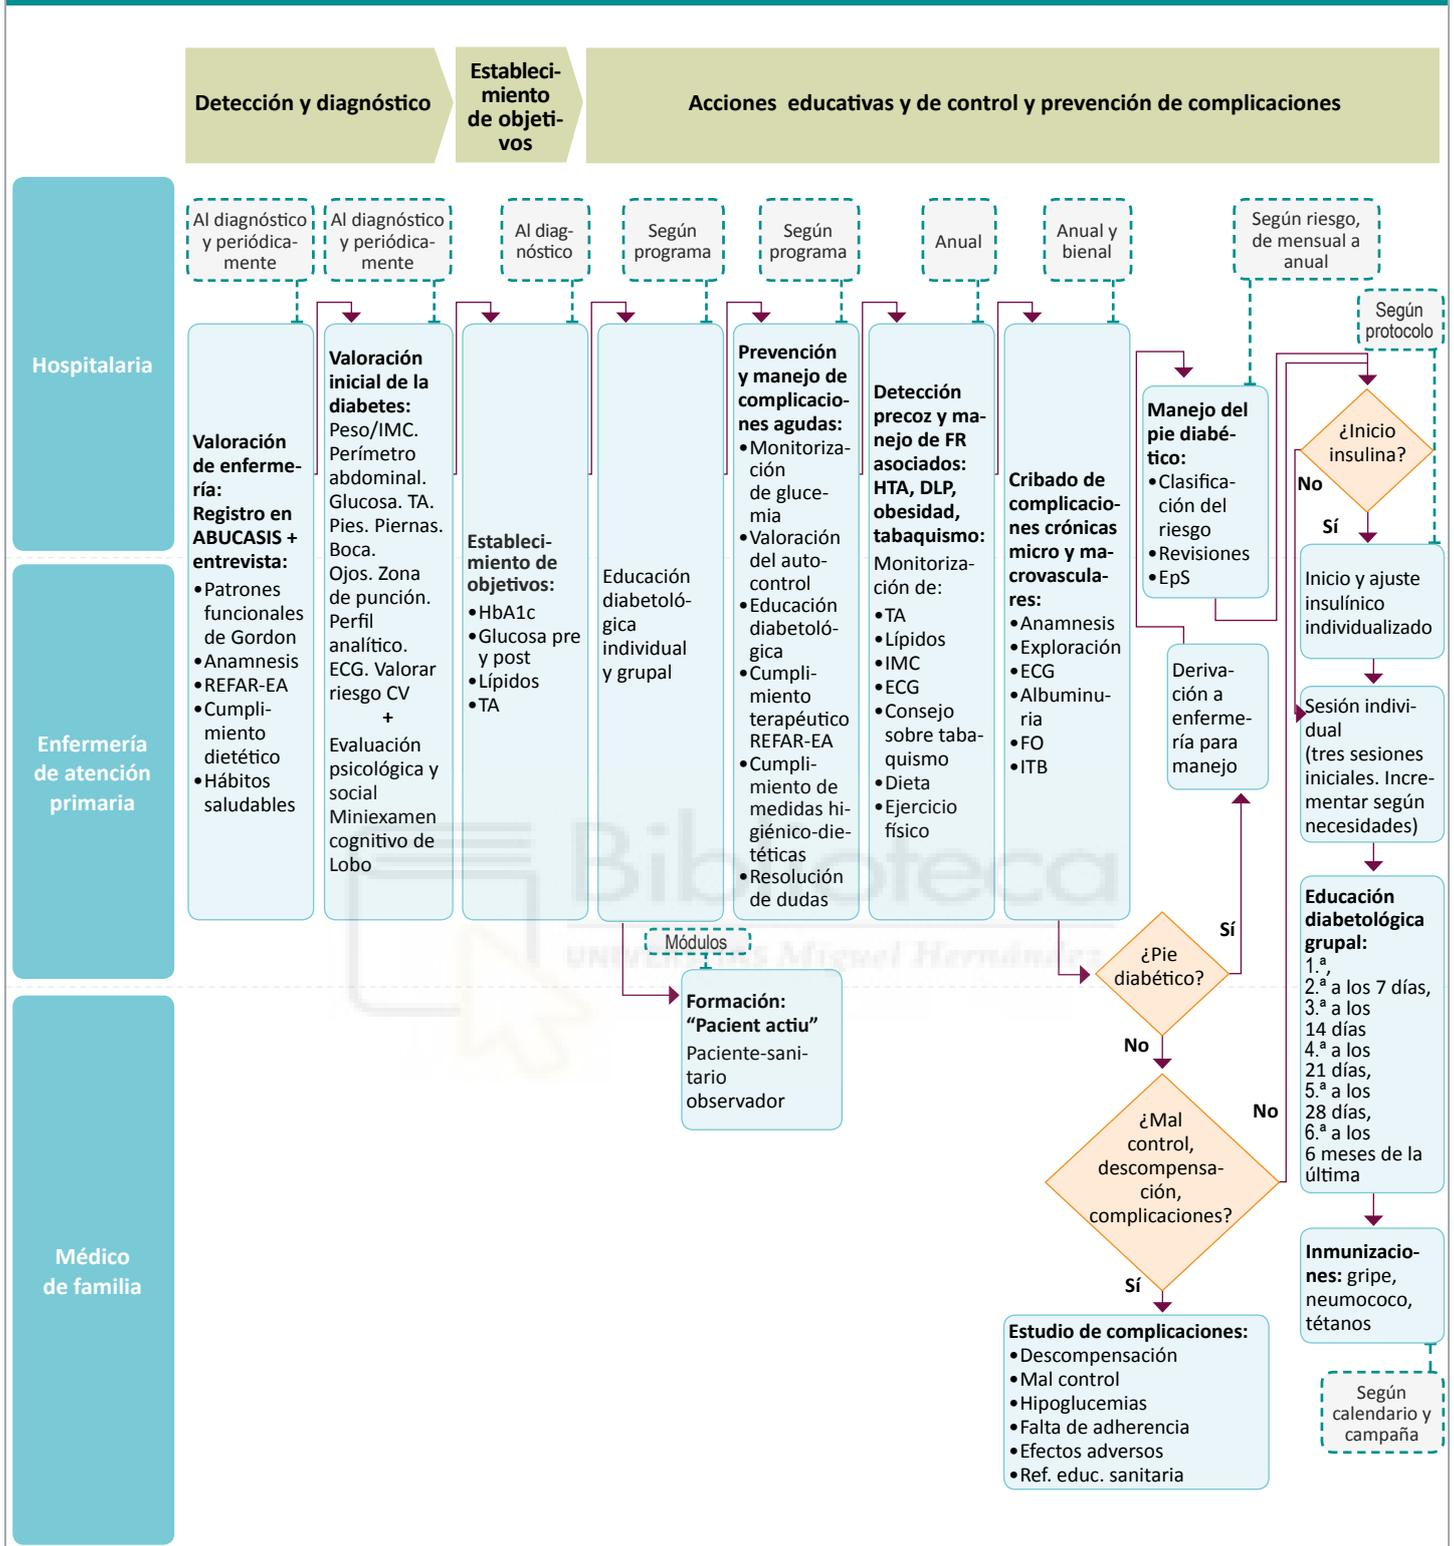 Detección y diagnóstico
Estableci-
miento
de objeti-
vos
Acciones educativas y de control y prevención de complicaciones
Hospitalaria
Enfermería
de atención
primaria
Médico
de familia
Al diagnóstico
y periódica-
mente
Al diagnóstico
y periódica-
mente
Al diag-
nóstico
Según
programa
Según
programa
Anual
Anual y
bienal
Según riesgo,
de mensual a
anual
Según
protocolo
Valoración
de enferme-
ría:
Registro en
ABUCASIS +
entrevista:
•Patrones
funcionales
de Gordon
•Anamnesis
•REFAR-EA
•Cumpli-
miento
dietético
•Hábitos
saludables
Valoración
inicial de la
diabetes:
Peso/IMC.
Perímetro
abdominal.
Glucosa. TA.
Pies. Piernas.
Boca.
Ojos. Zona
de punción.
Perfil
analítico.
ECG. Valorar
riesgo CV
+
Evaluación
psicológica y
social
Miniexamen
cognitivo de
Lobo
Estableci-
miento de
objetivos:
•HbA1c
•Glucosa pre
y post
•Lípidos
•TA
Educación
diabetoló-
gica
individual
y grupal
Prevención
y manejo de
complicacio-
nes agudas:
•Monitoriza-
ción
de gluce-
mia
•Valoración
del auto-
control
•Educación
diabetoló-
gica
•Cumpli-
miento
terapéutico
REFAR-EA
•Cumpli-
miento de
medidas hi-
giénico-die-
téticas
•Resolución
de dudas
Detección
precoz y ma-
nejo de FR
asociados:
HTA, DLP,
obesidad,
tabaquismo:
Monitoriza-
ción de:
•TA
•Lípidos
•IMC
•ECG
•Consejo
sobre taba-
quismo
•Dieta
•Ejercicio
físico
Cribado de
complicacio-
nes crónicas
micro y ma-
crovascula-
res:
•Anamnesis
•Exploración
•ECG
•Albuminu-
ria
•FO
•ITB
Manejo del
pie diabé-
tico:
•Clasifica-
ción del
riesgo
•Revisiones
•EpS
Deriva-
ción a
enferme-
ría para
manejo
¿Inicio
insulina?
No
Sí
Inicio y ajuste
insulínico
individualizado
Sesión indivi-
dual
(tres sesiones
iniciales. Incre-
mentar según
necesidades)
Educación
diabetológica
grupal:
1.ª,
2.ª a los 7 días,
3.ª a los
14 días
4.ª a los
21 días,
5.ª a los
28 días,
6.ª a los
6 meses de la
última
Inmunizacio-
nes: gripe,
neumococo,
tétanos
Según
calendario y
campaña
Módulos
Formación:
“Pacient actiu”
Paciente-sani-
tario
observador
¿Pie
diabético?
Sí
No
¿Mal
control,
descompensa-
ción,
complicaciones?
No
Sí
Estudio de complicaciones:
•Descompensación
•Mal control
•Hipoglucemias
•Falta de adherencia
•Efectos adversos
•Ref. educ. sanitaria
Biblioteca
UNIVERSITAS Miguel Hernández